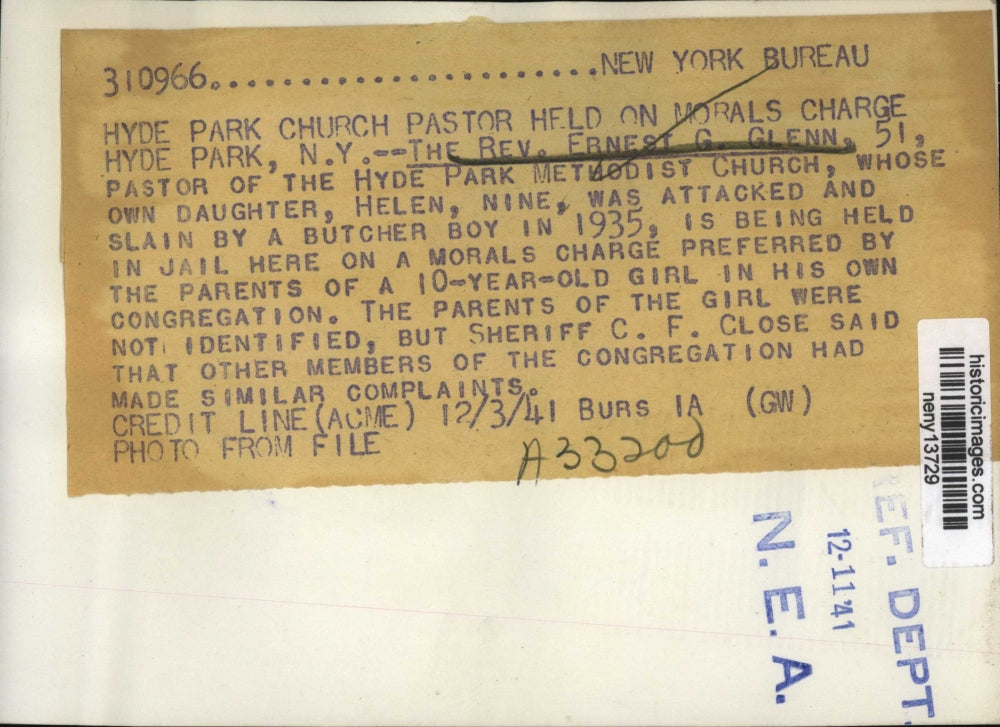 310966..........................NEW YORK BUREAU
HYDE PARK CHURCH PASTOR HELD ON MORALS CHARGE
HYDE PARK, N.Y.--THE REV. ERNEST G. GLENN, 51,
PASTOR OF THE HYDE PARK METHODIST CHURCH, WHOSE
OWN DAUGHTER, HELEN, NINE, WAS ATTACKED AND
SLAIN BY A BUTCHER BOY IN 1935, IS BEING HELD
IN JAIL HERE ON A MORALS CHARGE PREFERRED BY
THE PARENTS OF A 10-YEAR-OLD GIRL IN HIS OWN
CONGREGATION. THE PARENTS OF THE GIRL WERE
NOT IDENTIFIED, BUT SHERIFF C. F. CLOSE SAID
THAT OTHER MEMBERS OF THE CONGREGATION HAD
MADE SIMILAR COMPLAINTS.
CREDIT LINE (ACME) 12/3/41 BURS IA (GW)
PHOTO FROM FILE
A33200
historicimages.com
neny13729
REF. DEPT.
12-11-41
N. E. A.